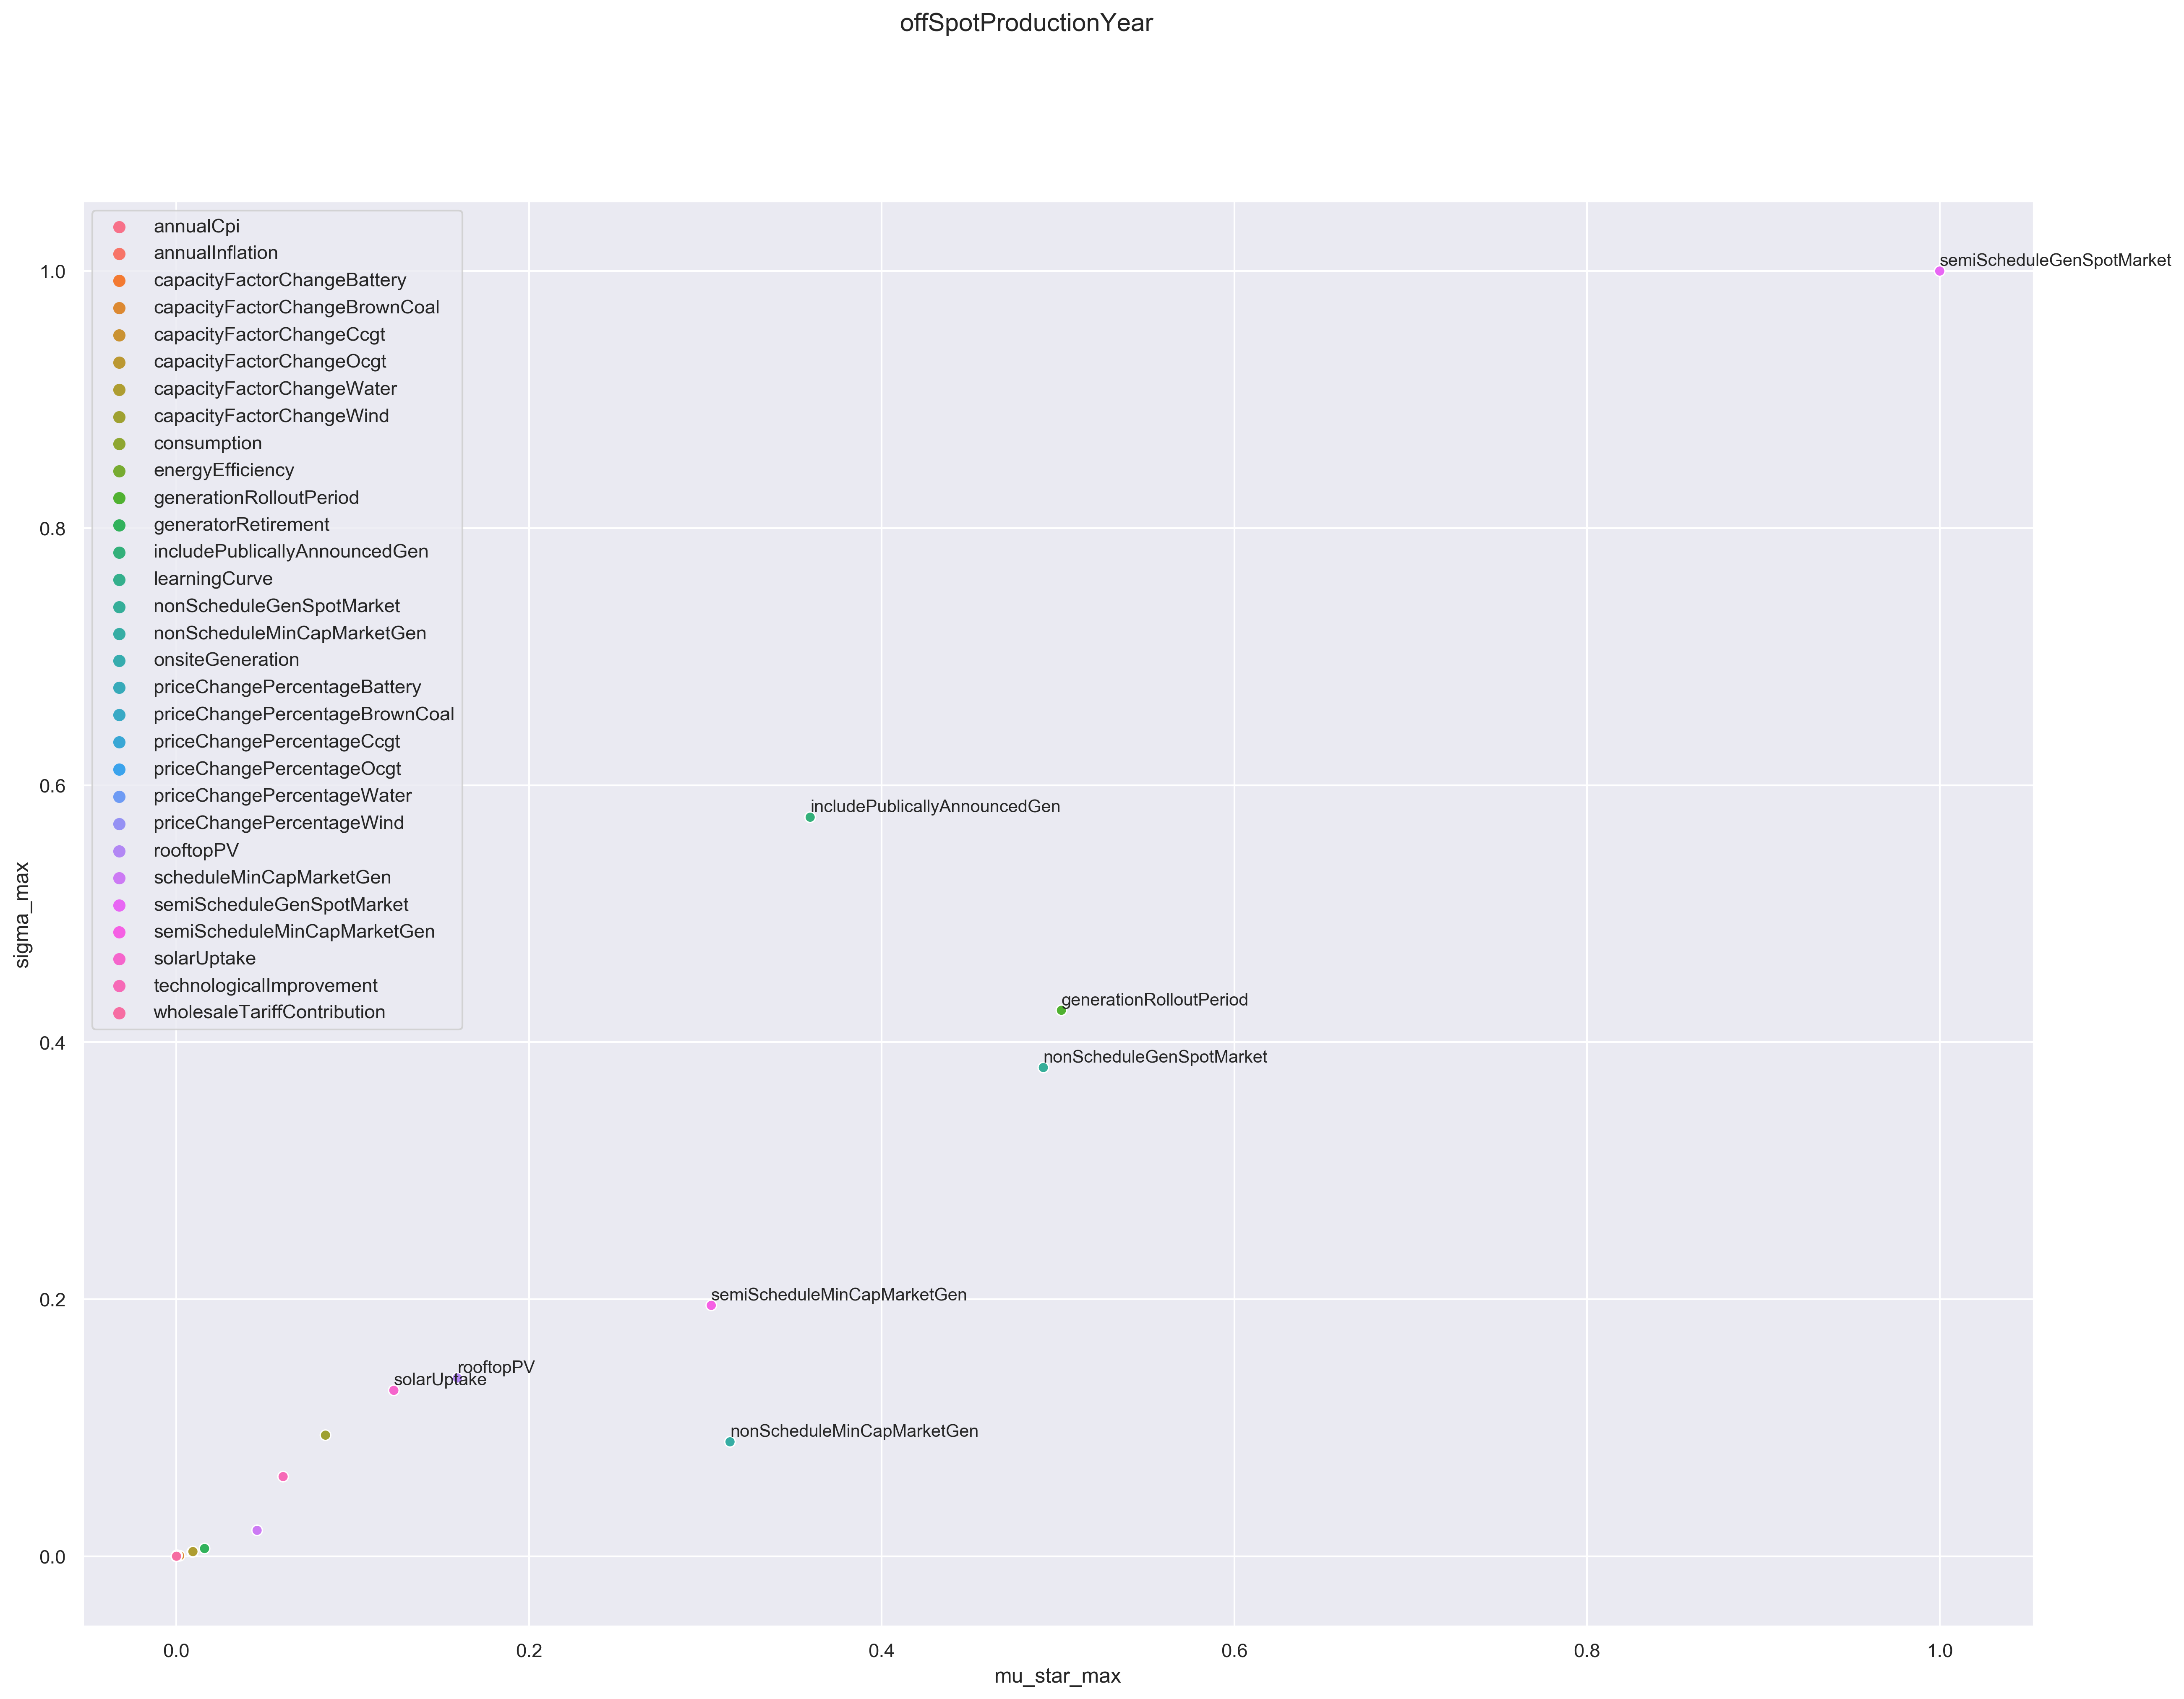 offSpotProductionYear
annualCpi
annualInflation
capacityFactorChangeBattery
capacityFactorChangeBrownCoal
capacityFactorChangeCcgt
capacityFactorChangeOcgt
capacityFactorChangeWater
capacityFactorChangeWind
consumption
energyEfficiency
generationRolloutPeriod
generatorRetirement
includePublicallyAnnouncedGen
learningCurve
nonScheduleGenSpotMarket
nonScheduleMinCapMarketGen
onsiteGeneration
priceChangePercentageBattery
priceChangePercentageBrownCoal
priceChangePercentageCcgt
priceChangePercentageOcgt
priceChangePercentageWater
priceChangePercentageWind
rooftopPV
scheduleMinCapMarketGen
semiScheduleGenSpotMarket
semiScheduleMinCapMarketGen
solarUptake
technologicalImprovement
wholesaleTariffContribution
semiScheduleGenSpotMarket
includePublicallyAnnouncedGen
generationRolloutPeriod
nonScheduleGenSpotMarket
semiScheduleMinCapMarketGen
rooftopPV
solarUptake
nonScheduleMinCapMarketGen
1.0
0.8
0.6
0.4
0.2
0.0
sigma_max
0.0 0.2 0.4 0.6 0.8 1.0
mu_star_max